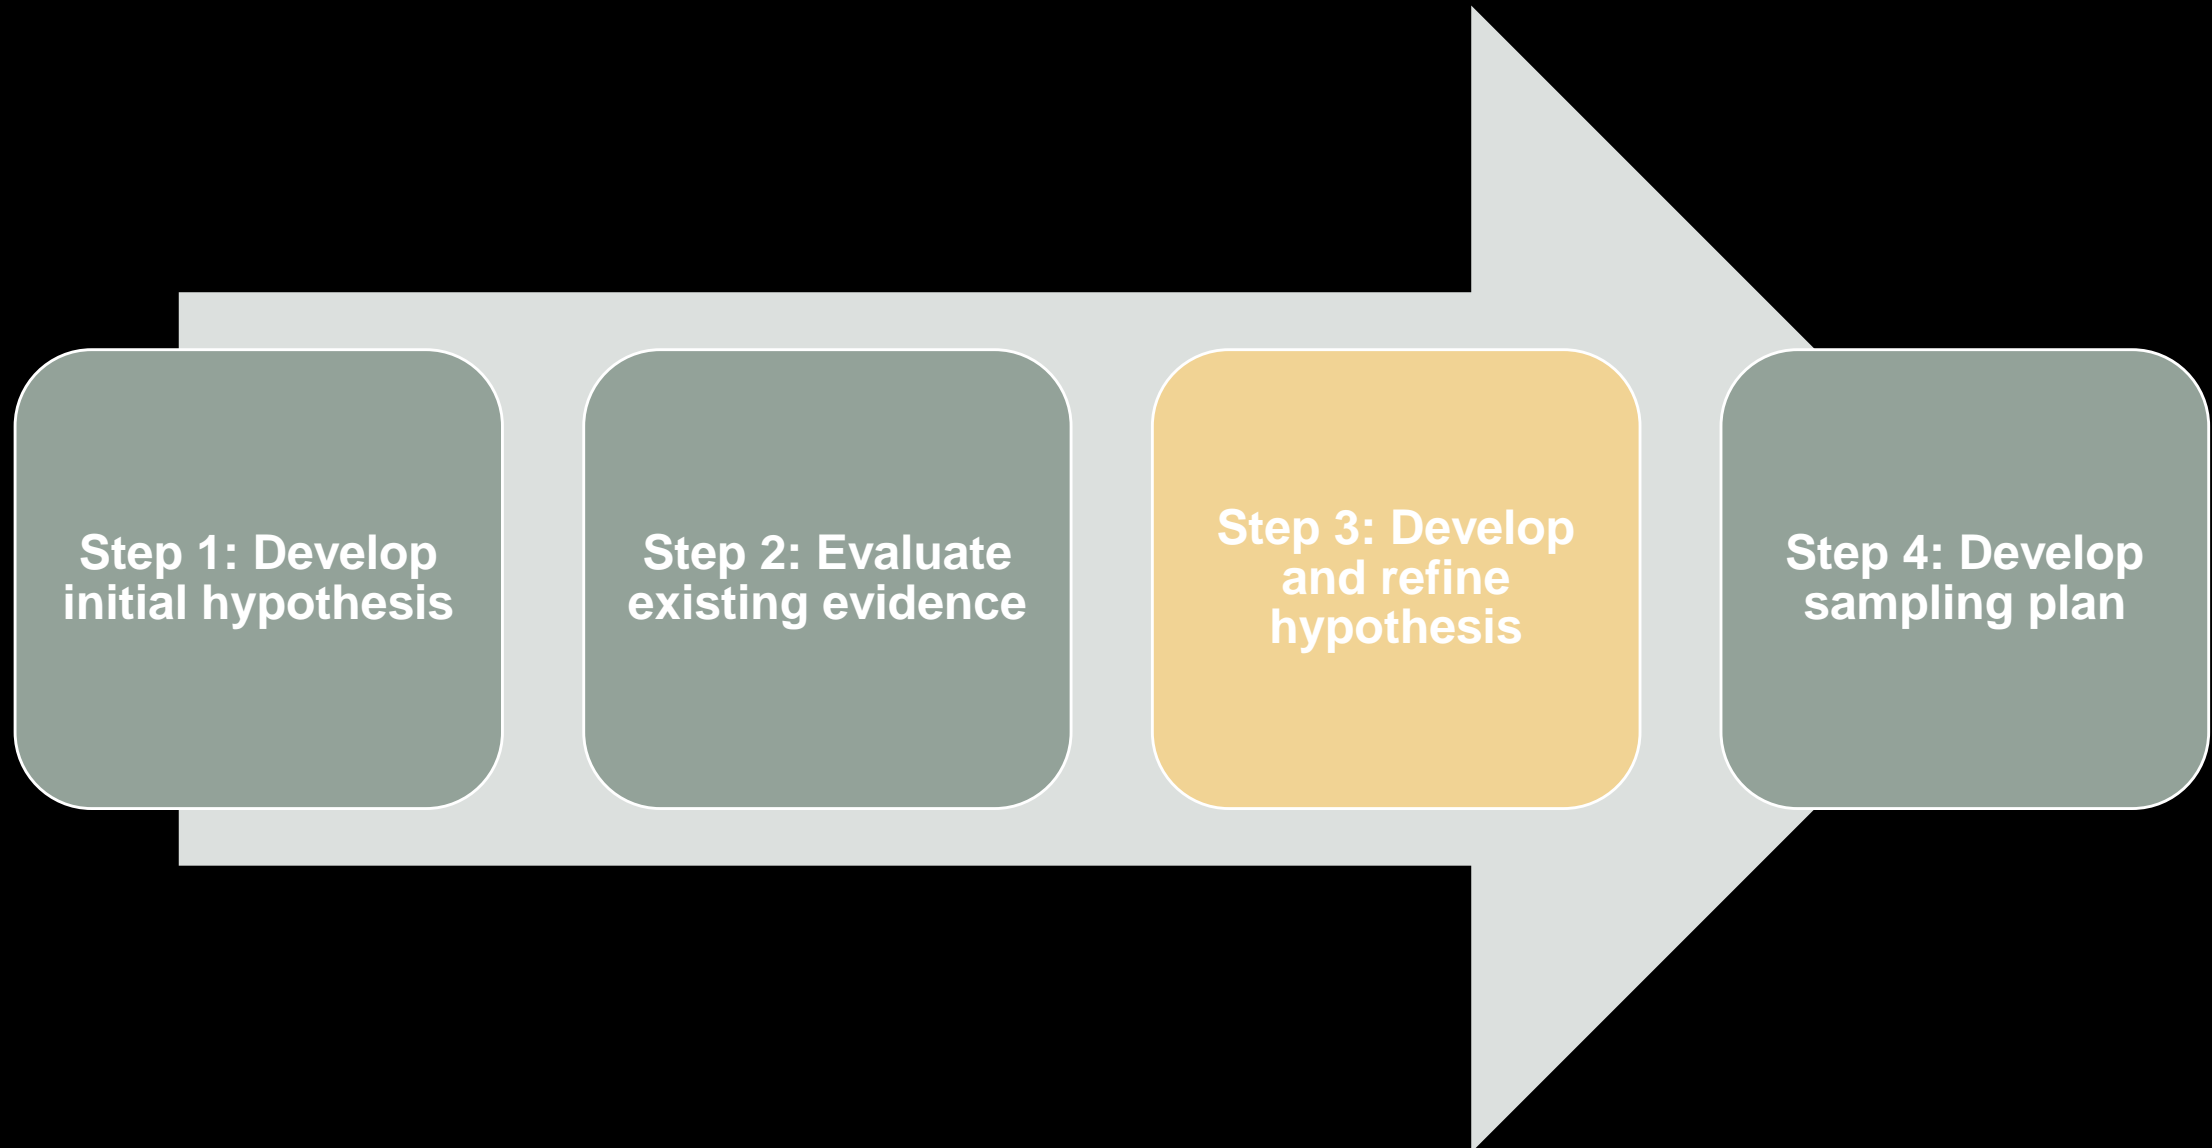 Step 1: Develop
initial hypothesis
Step 2: Evaluate
existing evidence
Step 3: Develop
and refine
hypothesis
Step 4: Develop
sampling plan